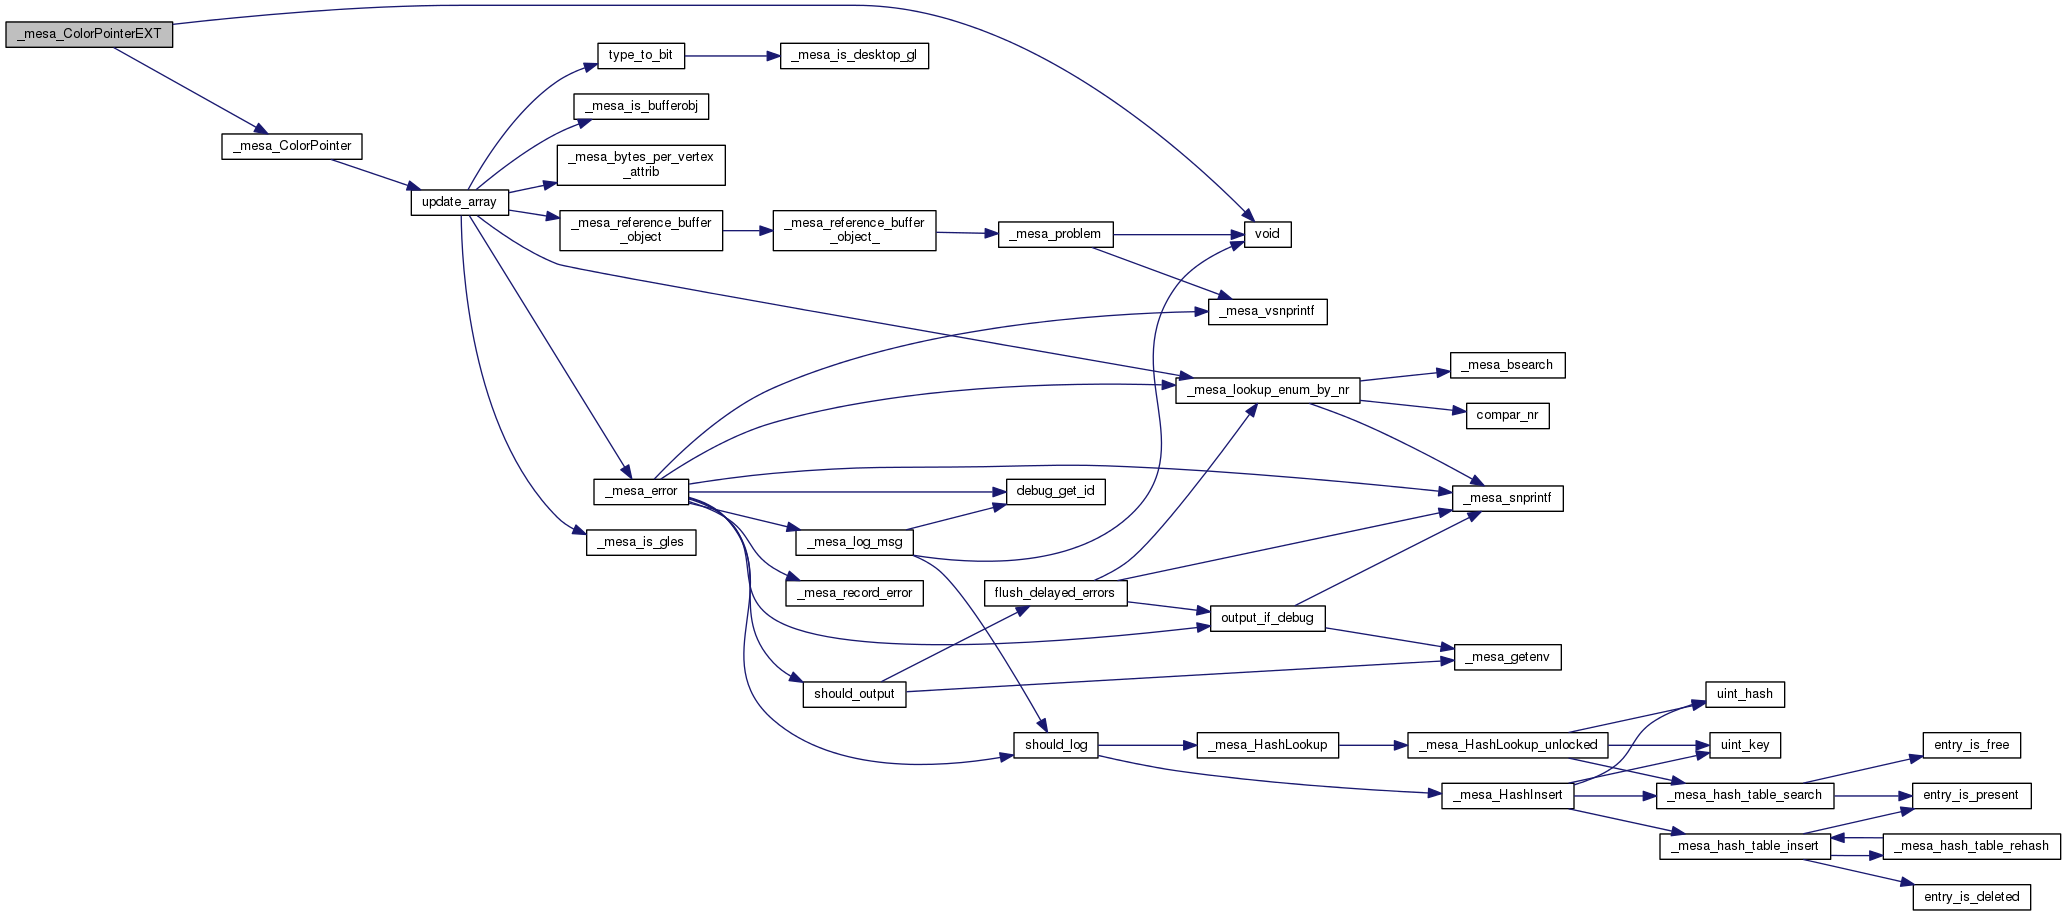 _mesa_ColorPointerEXT
_mesa_ColorPointer
update_array
type_to_bit
_mesa_is_desktop_gl
_mesa_is_bufferobj
_mesa_bytes_per_vertex
_attrib
_mesa_reference_buffer
_object
_mesa_reference_buffer
_object_
_mesa_problem
void
_mesa_vsnprintf
_mesa_lookup_enum_by_nr
_mesa_bsearch
compar_nr
_mesa_error
debug_get_id
_mesa_snprintf
_mesa_is_gles
_mesa_log_msg
_mesa_record_error
flush_delayed_errors
output_if_debug
_mesa_getenv
should_output
should_log
_mesa_HashLookup
_mesa_HashLookup_unlocked
uint_hash
uint_key
_mesa_HashInsert
_mesa_hash_table_search
entry_is_free
entry_is_present
_mesa_hash_table_insert
_mesa_hash_table_rehash
entry_is_deleted